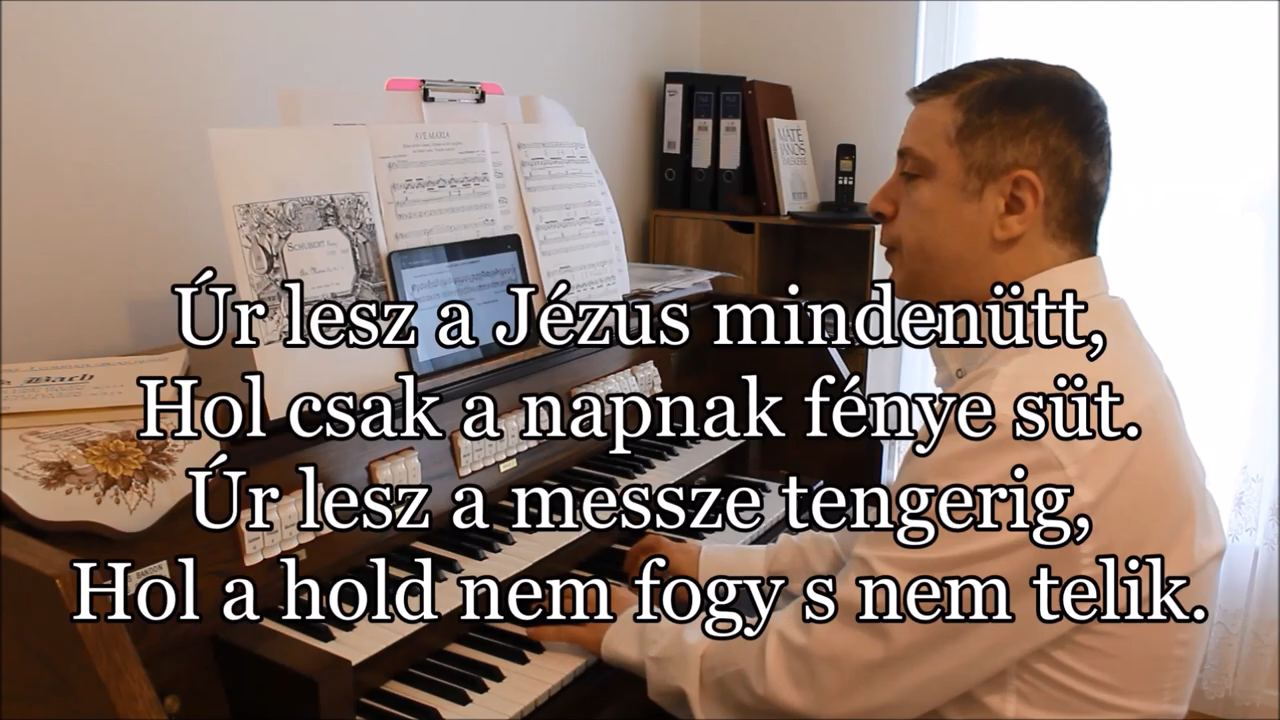 AVE MARIA
SCHUBERT
MÁTÉ
JÁNOS
Bach
Úr lesz a Jézus mindenütt,
Hol csak a napnak fénye süt.
Úr lesz a messze tengerig,
Hol a hold nem fogy s nem telik.